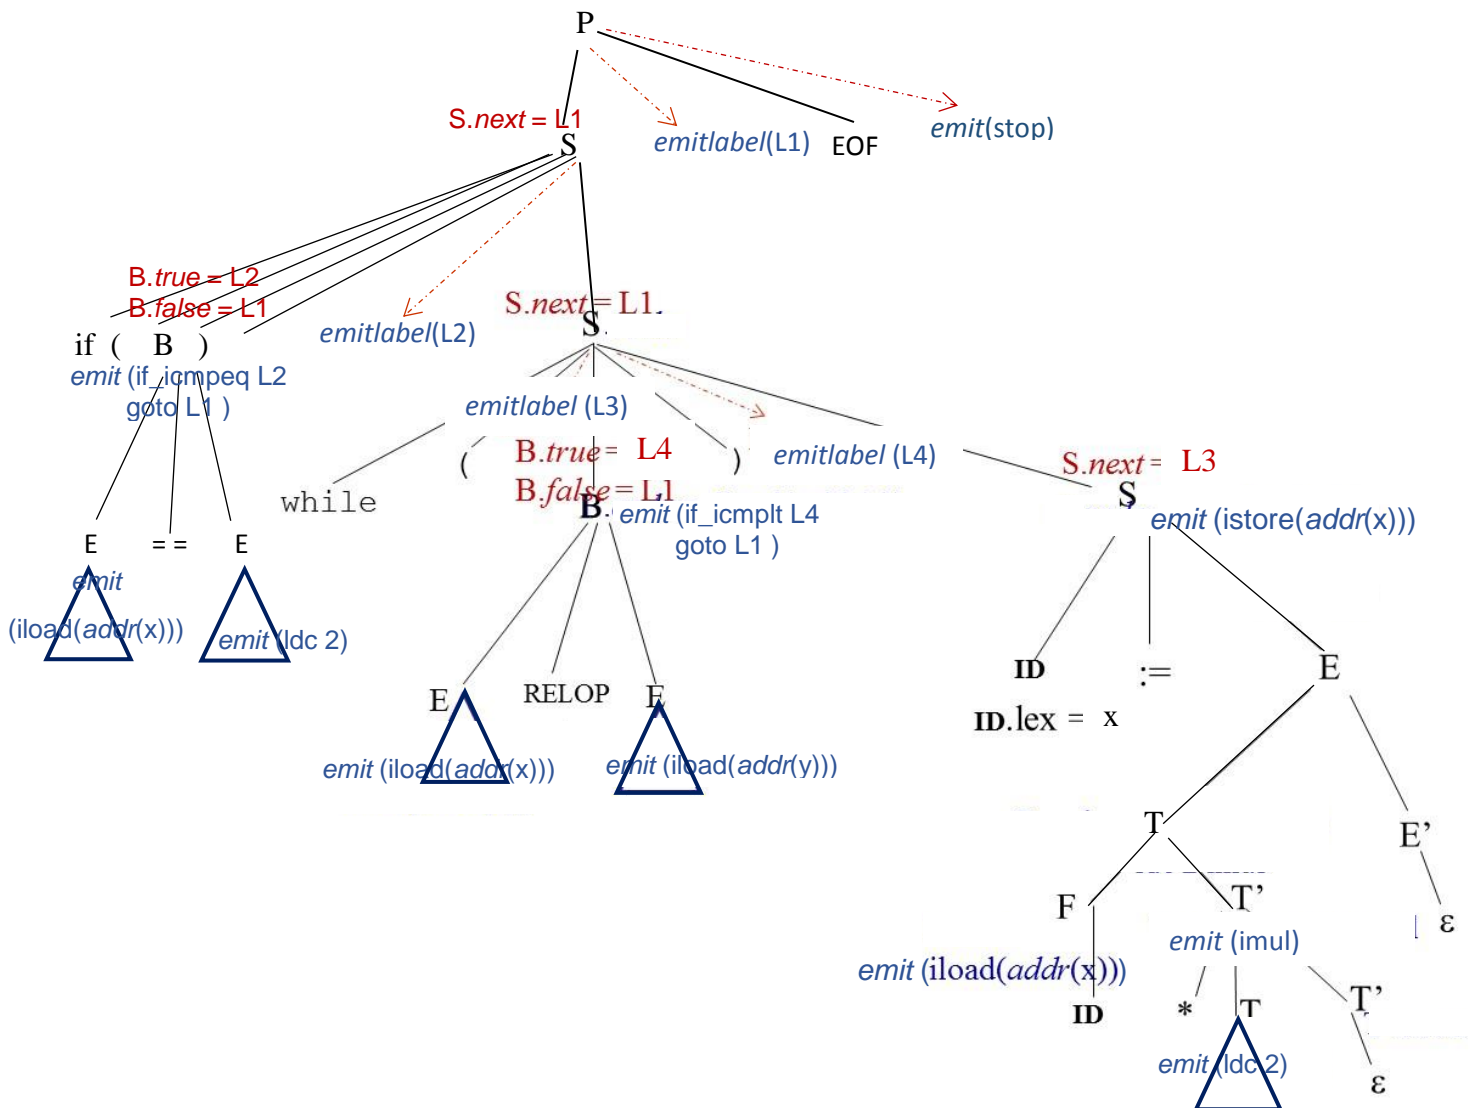 P
S.next = L1
S
emitlabel(L1)
EOF
emit(stop)
B.true = L2
B.false = L1
if ( B )
emitlabel(L2)
emit (if_icmpeq L2
goto L1 )
S.next = L1.
S.
emitlabel (L3)
while
(
B.true = L4
B.false = L1
B.
emit (if_icmplt L4
goto L1 )
)
emitlabel (L4)
S.next = L3
S
emit (istore(addr(x)))
E
= =
E
emit
(iload(addr(x)))
emit (ldc 2)
E
RELOP
E
emit (iload(addr(x)))
emit (iload(addr(y)))
ID
:=
E
ID.lex = x
T
E’
F
T’
ε
emit (iload(addr(x)))
emit (imul)
ID
*
T
T’
emit (ldc 2)
ε